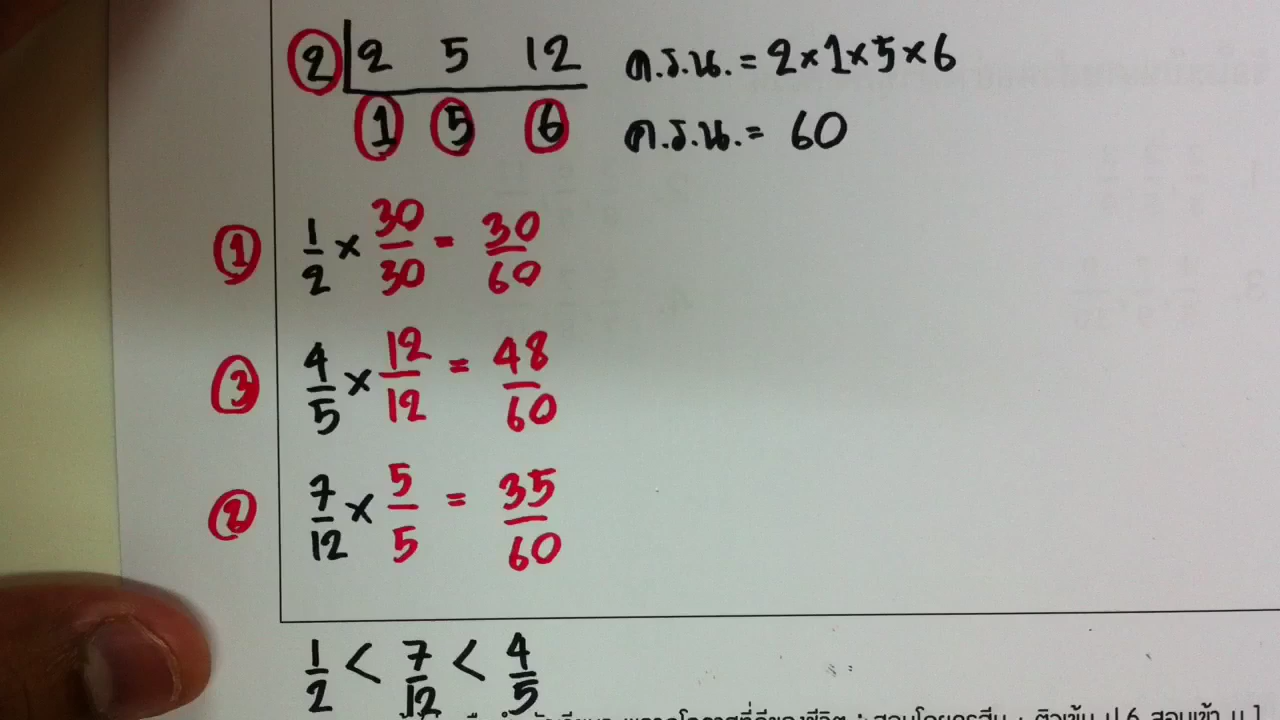 2 2 5 12 ค.ร.น. = 2×1×5×6
1 5 6 ค.ร.น. = 60
① 1/2 × 30/30 = 30/60
③ 4/5 × 12/12 = 48/60
② 7/12 × 5/5 = 35/60
1/2 < 7/12 < 4/5